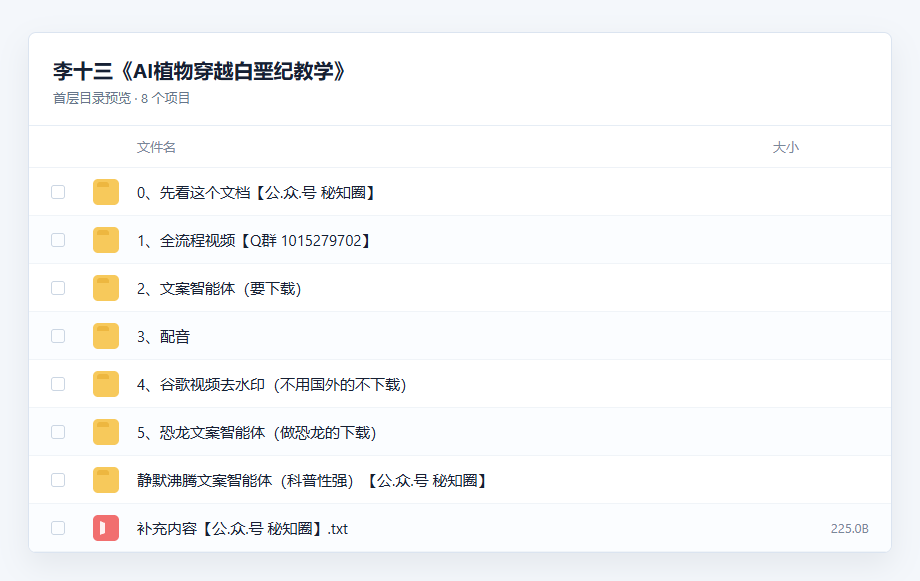 李十三《AI植物穿越白垩纪教学》
首层目录预览 · 8 个项目
文件名 大小
0、先看这个文档【公.众.号 秘知圈】
1、全流程视频【Q群 1015279702】
2、文案智能体（要下载）
3、配音
4、谷歌视频去水印（不用国外的不下载）
5、恐龙文案智能体（做恐龙的下载）
静默沸腾文案智能体（科普性强）【公.众.号 秘知圈】
补充内容【公.众.号 秘知圈】.txt 225.0B